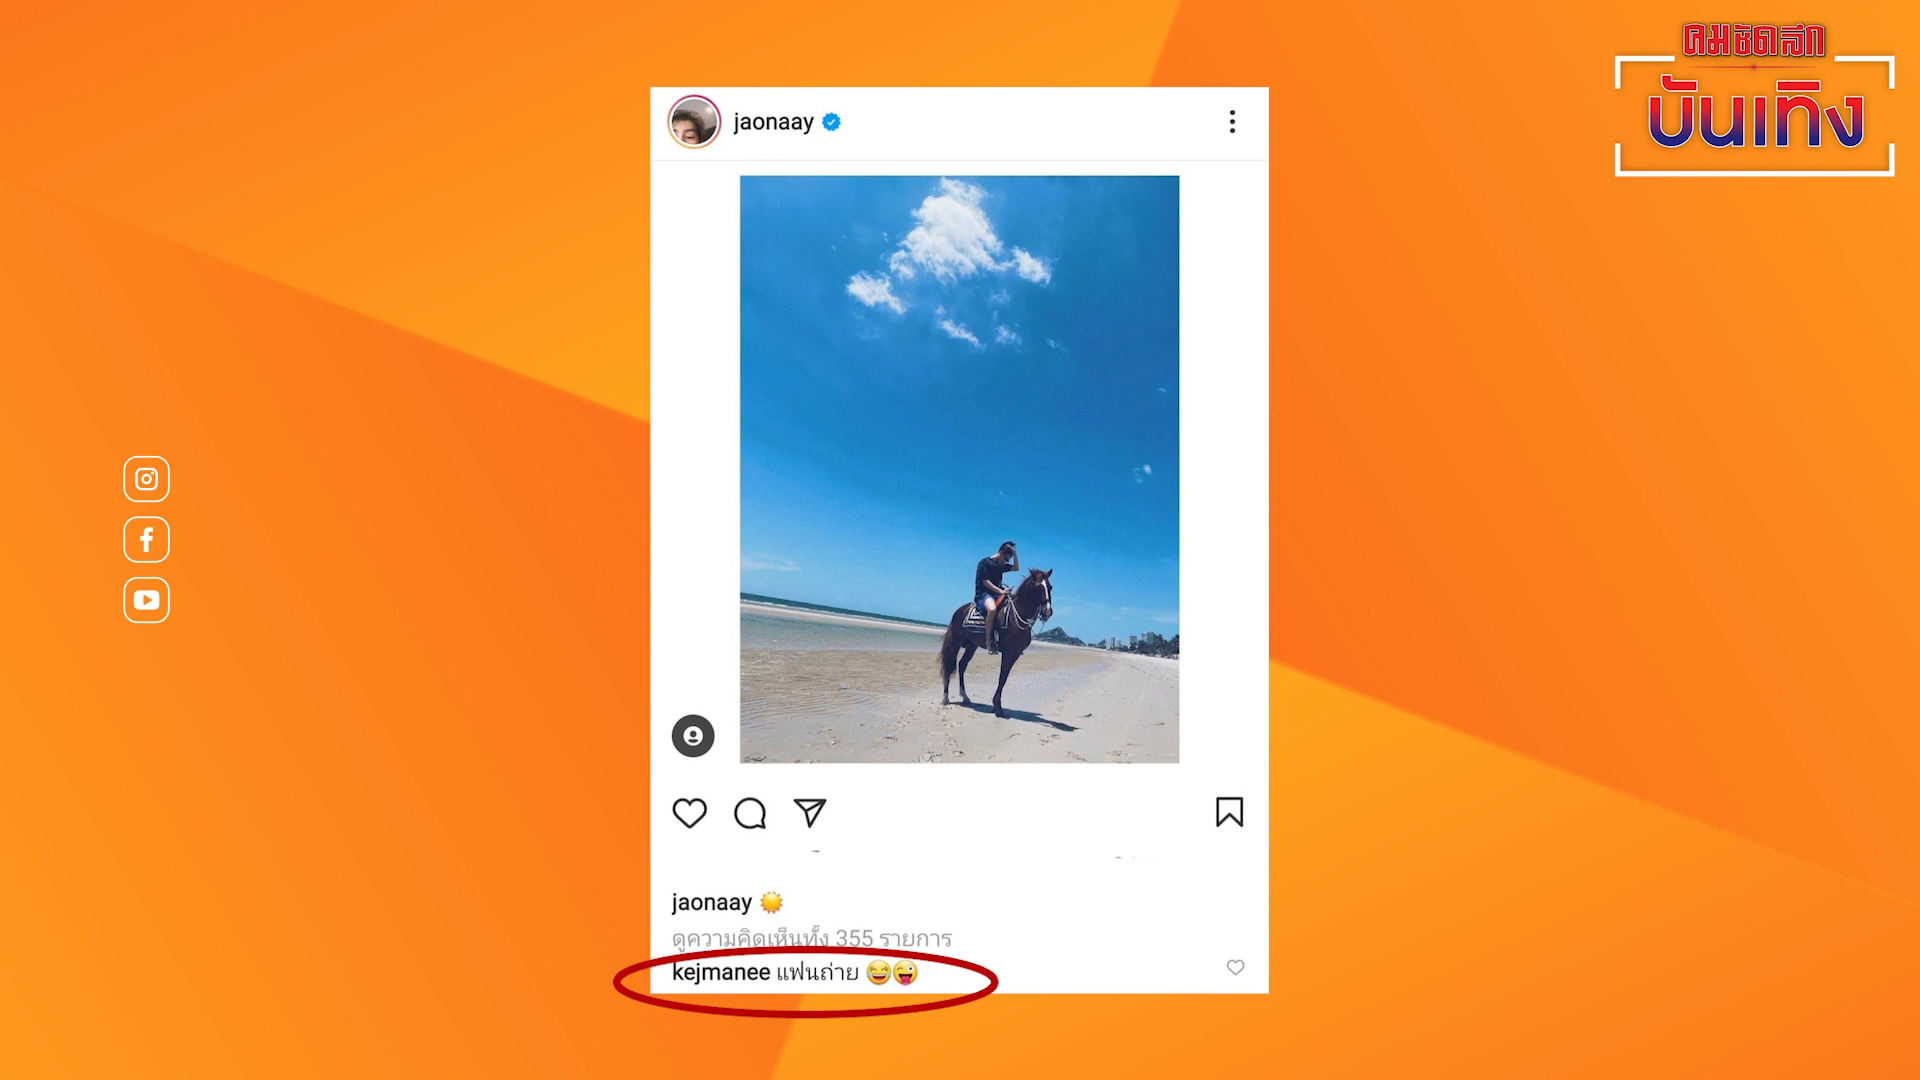 คมชัดลึก
บันเทิง
jaonaay
jaonaay ☀️
ดูความคิดเห็นทั้ง 355 รายการ
kejmanee แฟนถ่าย 😂😜